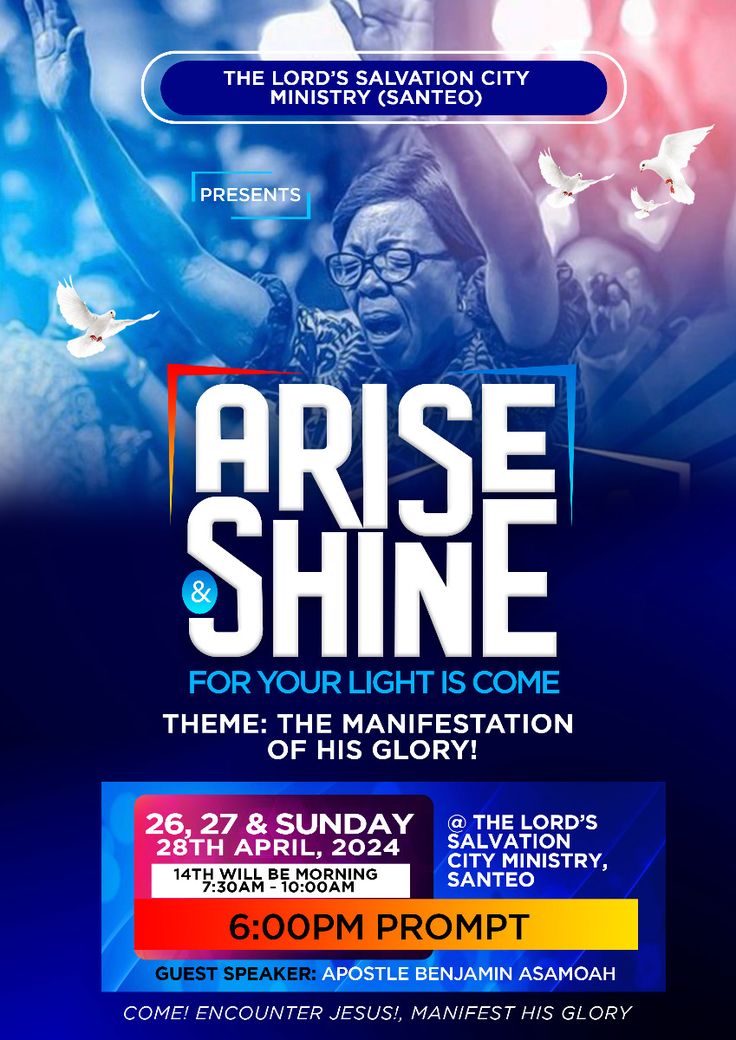 THE LORD'S SALVATION CITY
MINISTRY (SANTEO)
PRESENTS
ARISE
& SHINE
FOR YOUR LIGHT IS COME
THEME: THE MANIFESTATION
OF HIS GLORY!
26, 27 & SUNDAY
28TH APRIL, 2024
14TH WILL BE MORNING
7:30AM - 10:00AM
@ THE LORD'S
SALVATION
CITY MINISTRY,
SANTEO
6:00PM PROMPT
GUEST SPEAKER: APOSTLE BENJAMIN ASAMOAH
COME! ENCOUNTER JESUS!, MANIFEST HIS GLORY